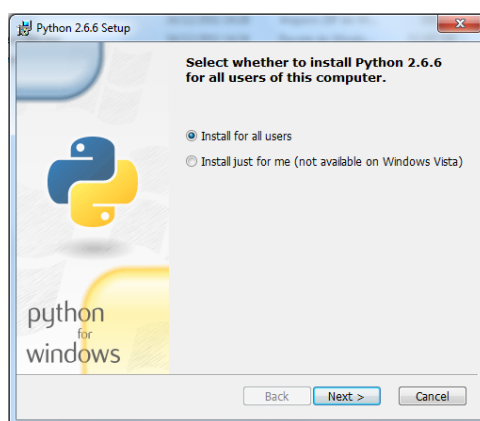 Python 2.6.6 Setup
Select whether to install Python 2.6.6
for all users of this computer.
Install for all users
Install just for me (not available on Windows Vista)
python
for
windows
Back
Next >
Cancel